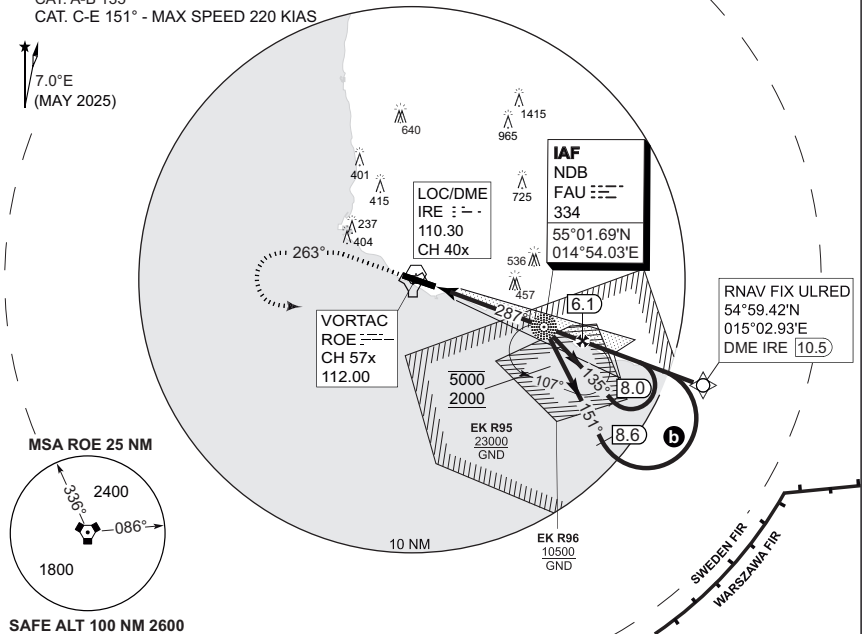 CAT. A-B 135°
CAT. C-E 151° - MAX SPEED 220 KIAS
7.0°E
(MAY 2025)
1415
640
965
401
415
725
237
404
536
457
IAF
NDB
FAU
334
55°01.69'N
014°54.03'E
LOC/DME
IRE
110.30
CH 40x
263°
287°
6.1
RNAV FIX ULRED
54°59.42'N
015°02.93'E
DME IRE 10.5
VORTAC
ROE
CH 57x
112.00
5000
2000
107°
135°
8.0
151°
8.6
b
EK R95
23000
GND
MSA ROE 25 NM
336°
2400
086°
1800
10 NM
EK R96
10500
GND
SWEDEN FIR
WARSZAWA FIR
SAFE ALT 100 NM 2600